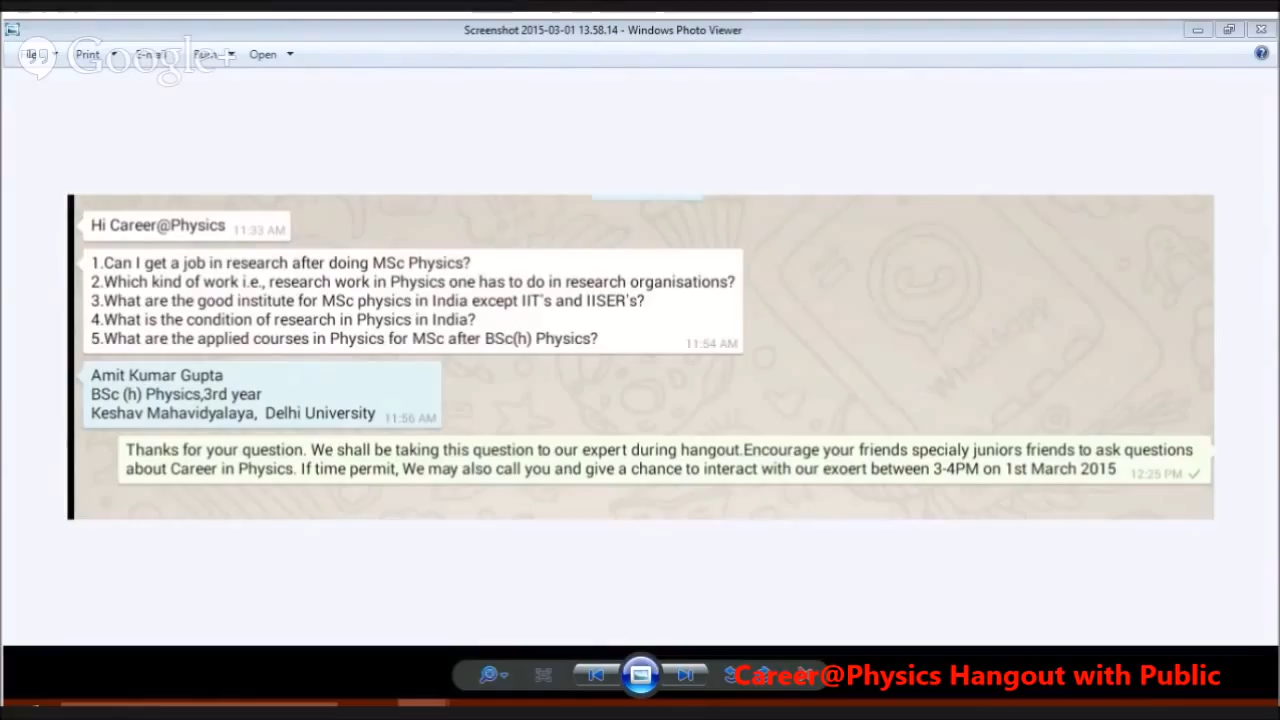 Screenshot 2015-03-01 13.58.14 - Windows Photo Viewer
Print
Open
Google+
Hi Career@Physics 11:33 AM
1.Can I get a job in research after doing MSc Physics?
2.Which kind of work i.e., research work in Physics one has to do in research organisations?
3.What are the good institute for MSc physics in India except IIT's and IISER's?
4.What is the condition of research in Physics in India?
5.What are the applied courses in Physics for MSc after BSc(h) Physics? 11:54 AM
WhatsApp
Amit Kumar Gupta
BSc (h) Physics,3rd year
Keshav Mahavidyalaya, Delhi University 11:56 AM
Thanks for your question. We shall be taking this question to our expert during hangout.Encourage your friends specialy juniors friends to ask questions
about Career in Physics. If time permit, We may also call you and give a chance to interact with our exoert between 3-4PM on 1st March 2015 12:25 PM
Career@Physics Hangout with Public